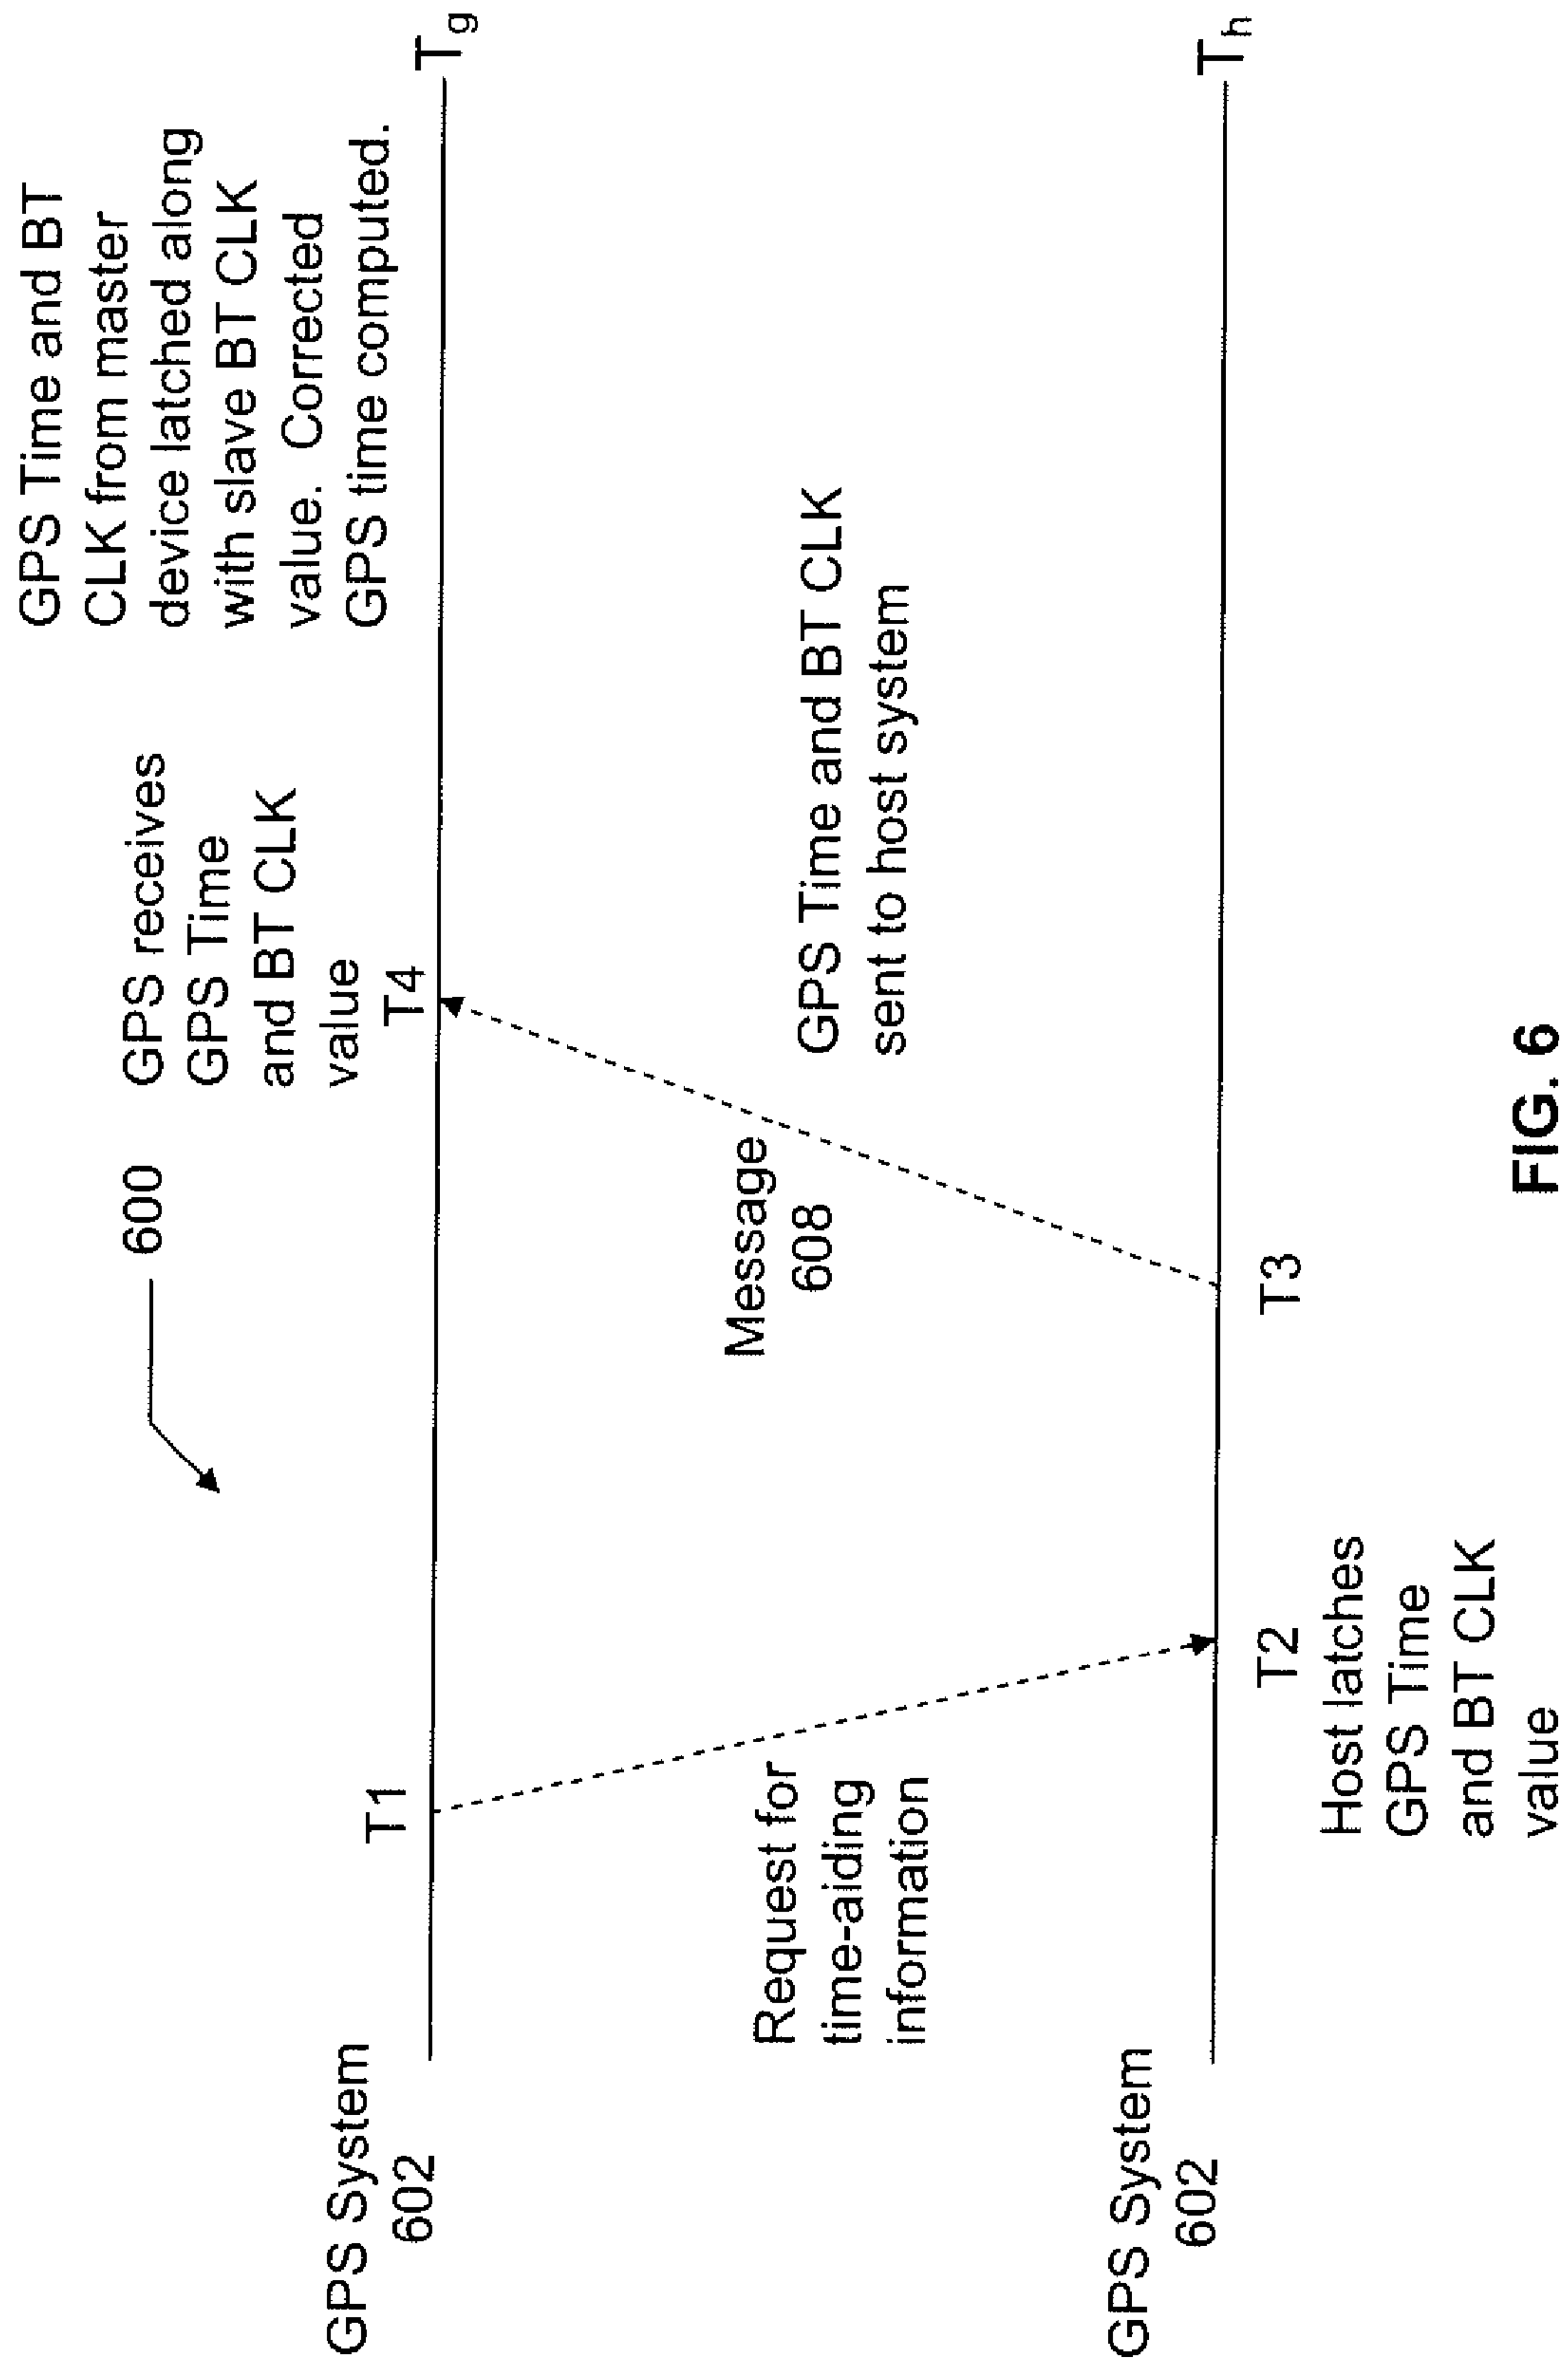 600
GPS receives
GPS Time
and BT CLK
value
GPS Time and BT
CLK from master
device latched along
with slave BT CLK
value. Corrected
GPS time computed.
GPS System
602
T1
T4
Tg
Request for
time-aiding
information
Message
608
GPS Time and BT CLK
sent to host system
GPS System
602
T2
Host latches
GPS Time
and BT CLK
value
T3
Th
FIG. 6